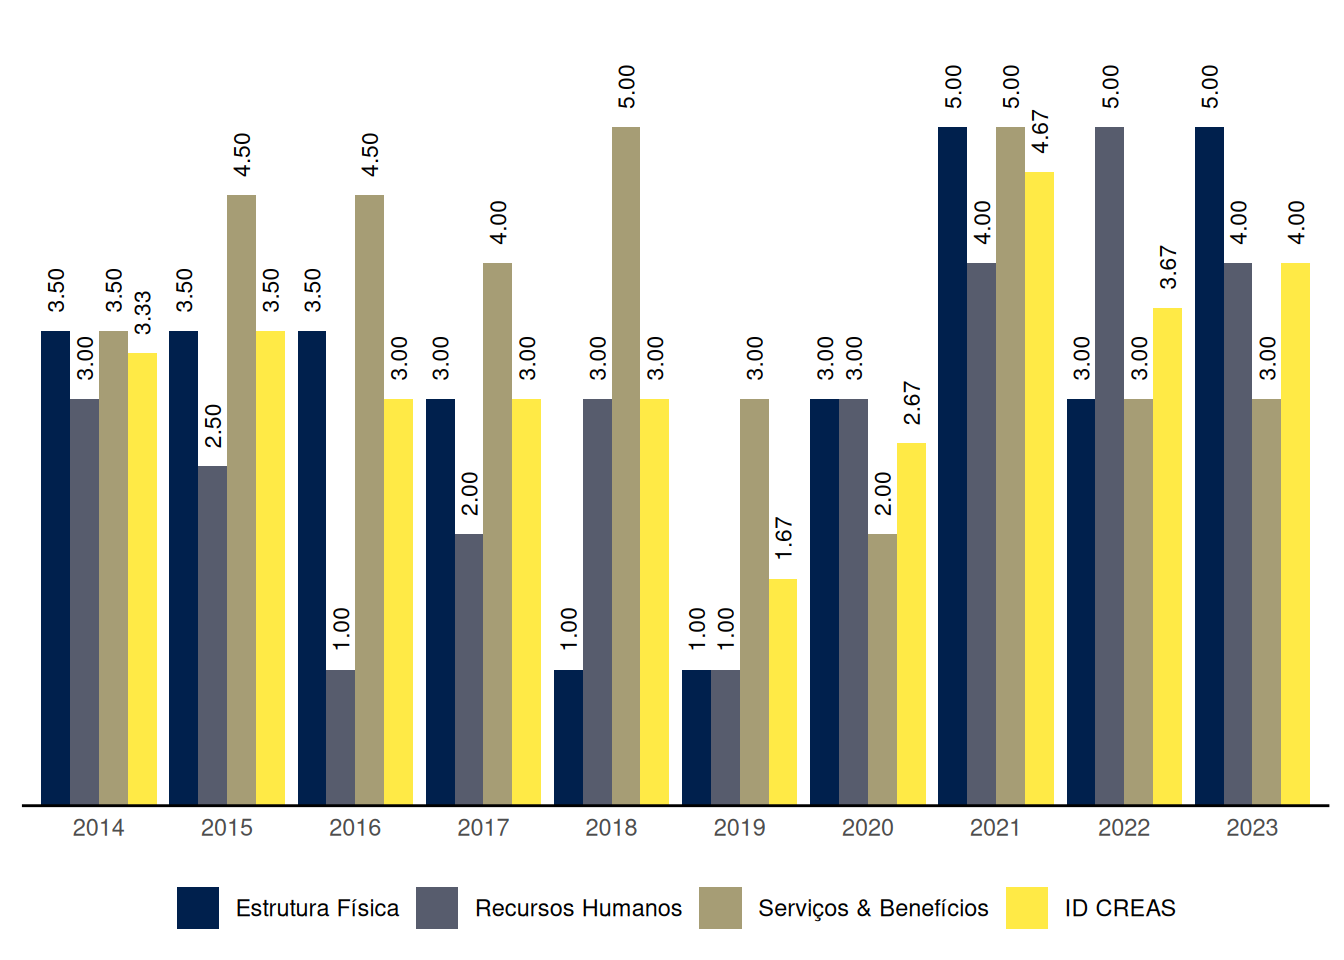 3.50 3.00 3.50 3.33
3.50 2.50 4.50 3.50
3.50 1.00 4.50 3.00
3.00 2.00 4.00 3.00
1.00 3.00 5.00 3.00
1.00 1.00 3.00 1.67
3.00 3.00 2.00 2.67
5.00 4.00 5.00 4.67
3.00 5.00 3.00 3.67
5.00 4.00 3.00 4.00
2014 2015 2016 2017 2018 2019 2020 2021 2022 2023
Estrutura Física Recursos Humanos Serviços & Benefícios ID CREAS